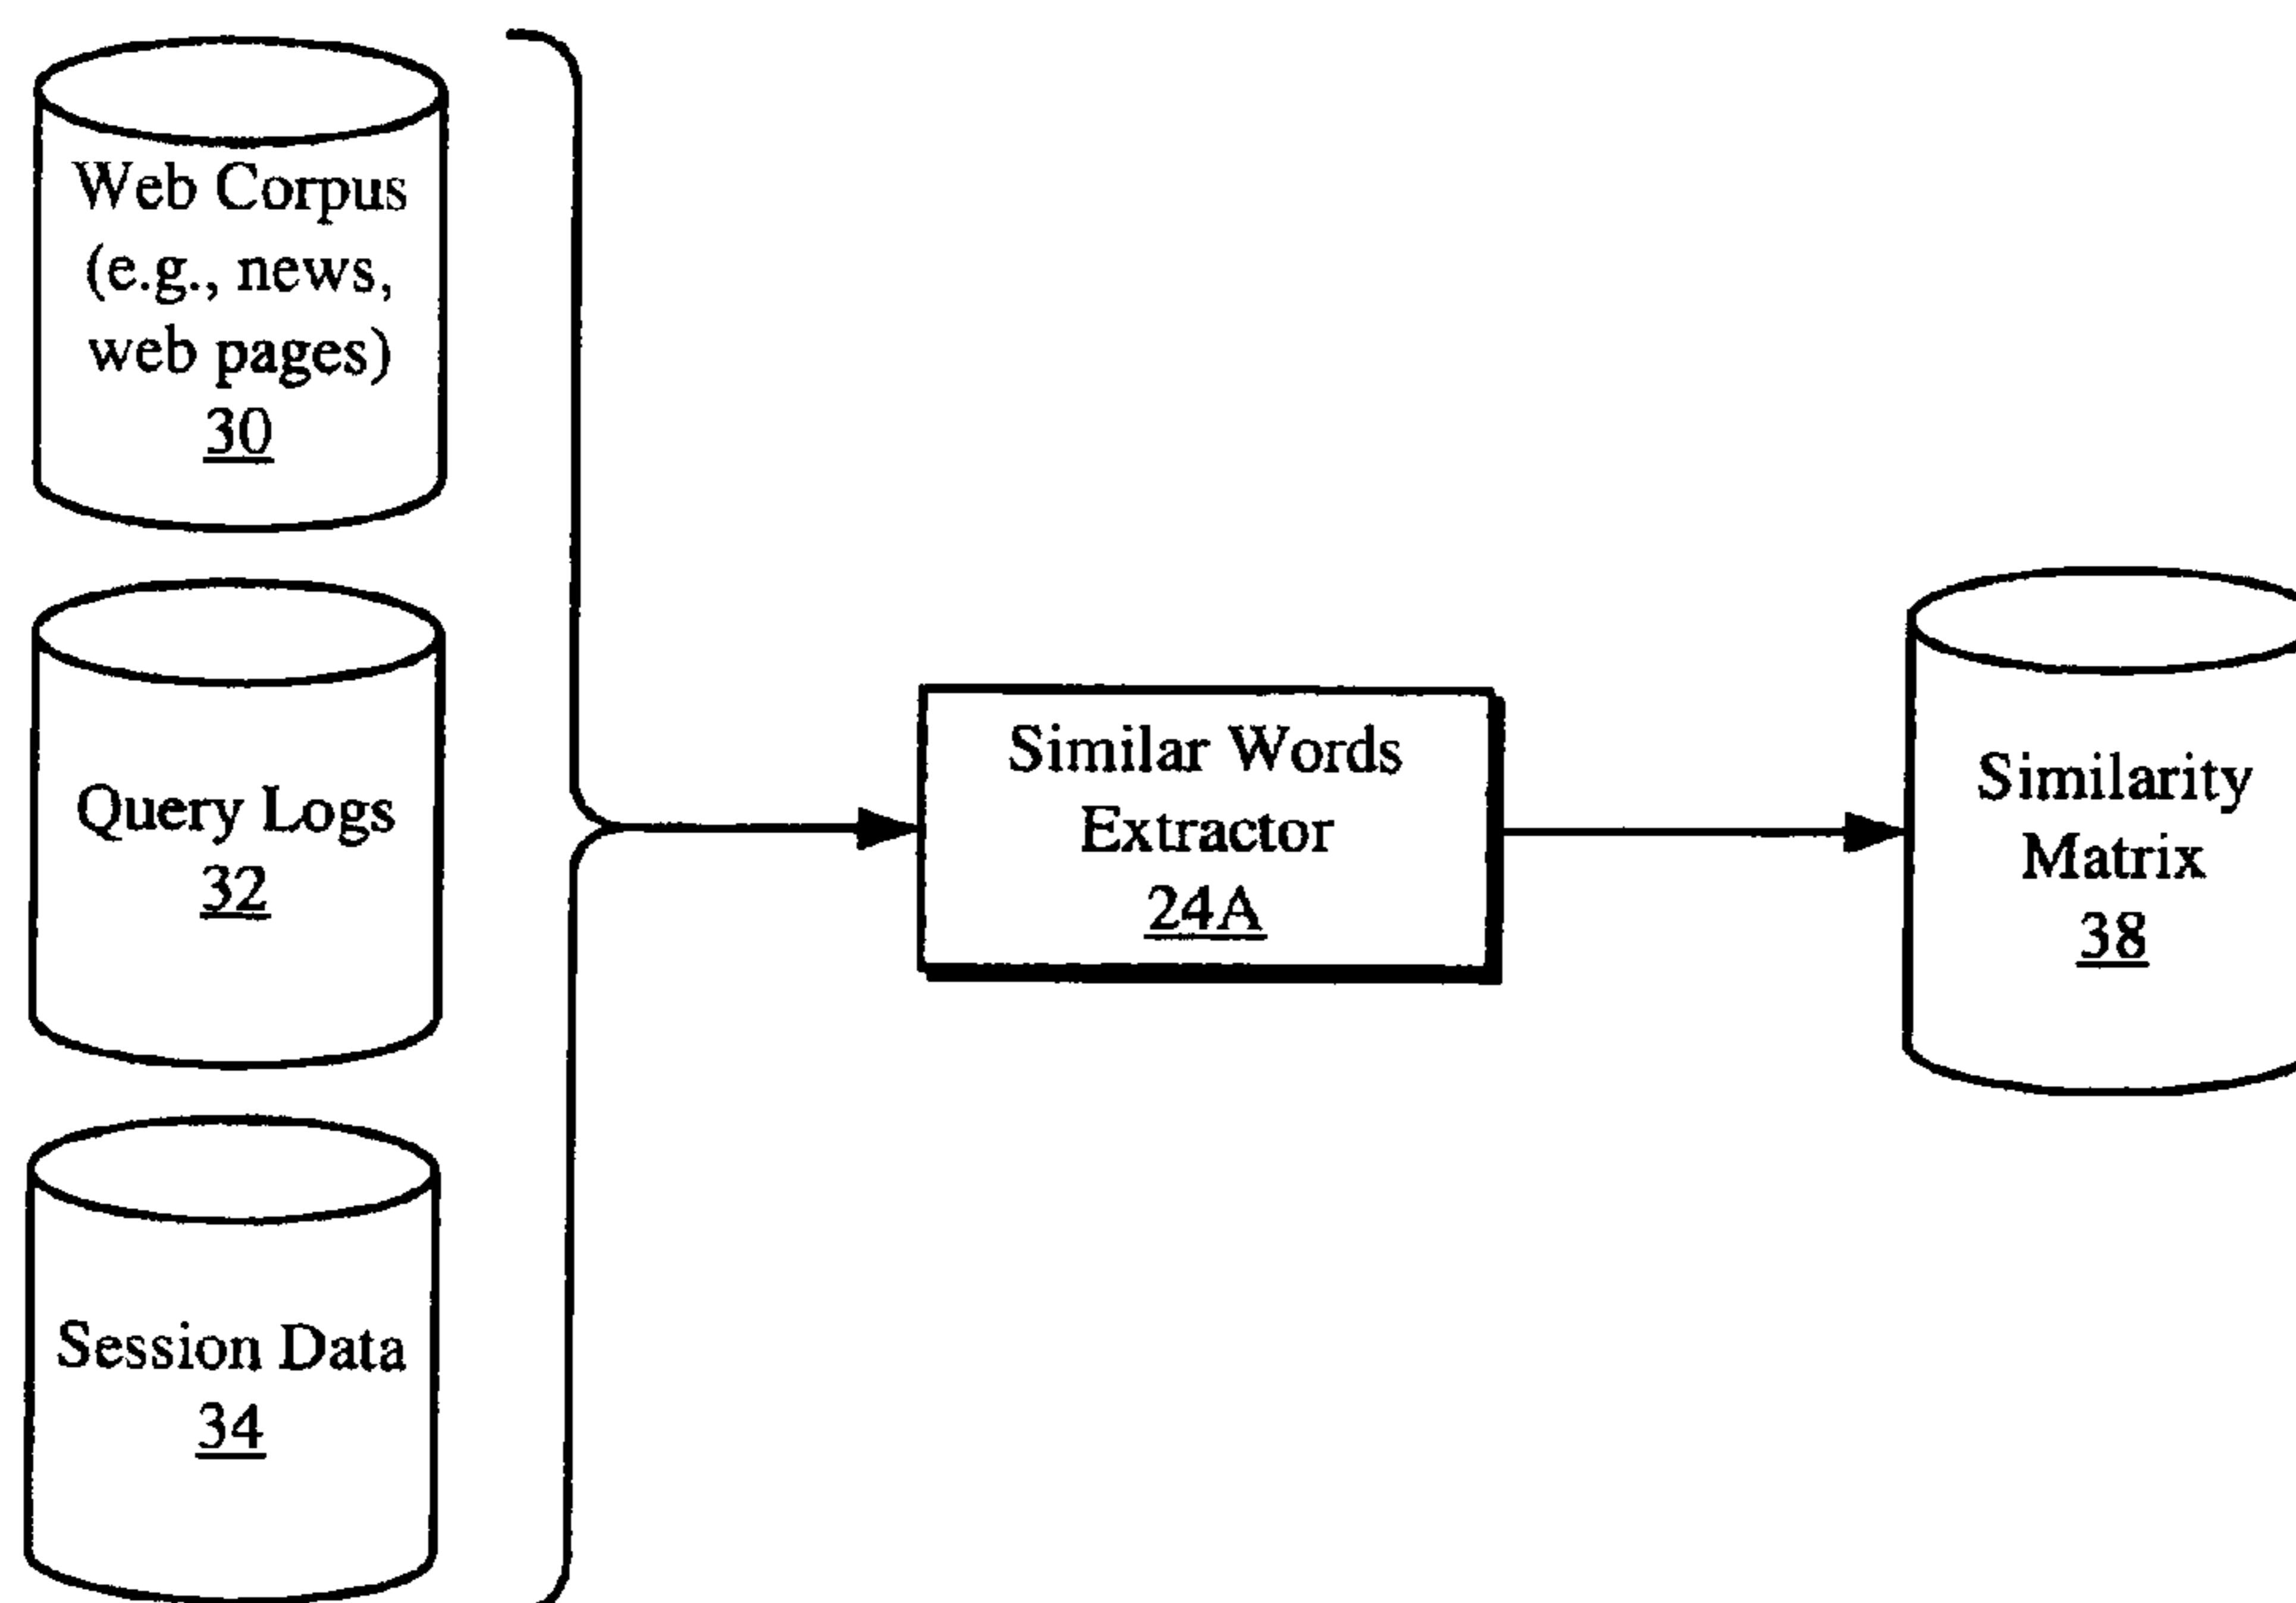 Web Corpus
(e.g., news,
web pages)
30
Query Logs
32
Session Data
34
Similar Words
Extractor
24A
Similarity
Matrix
38